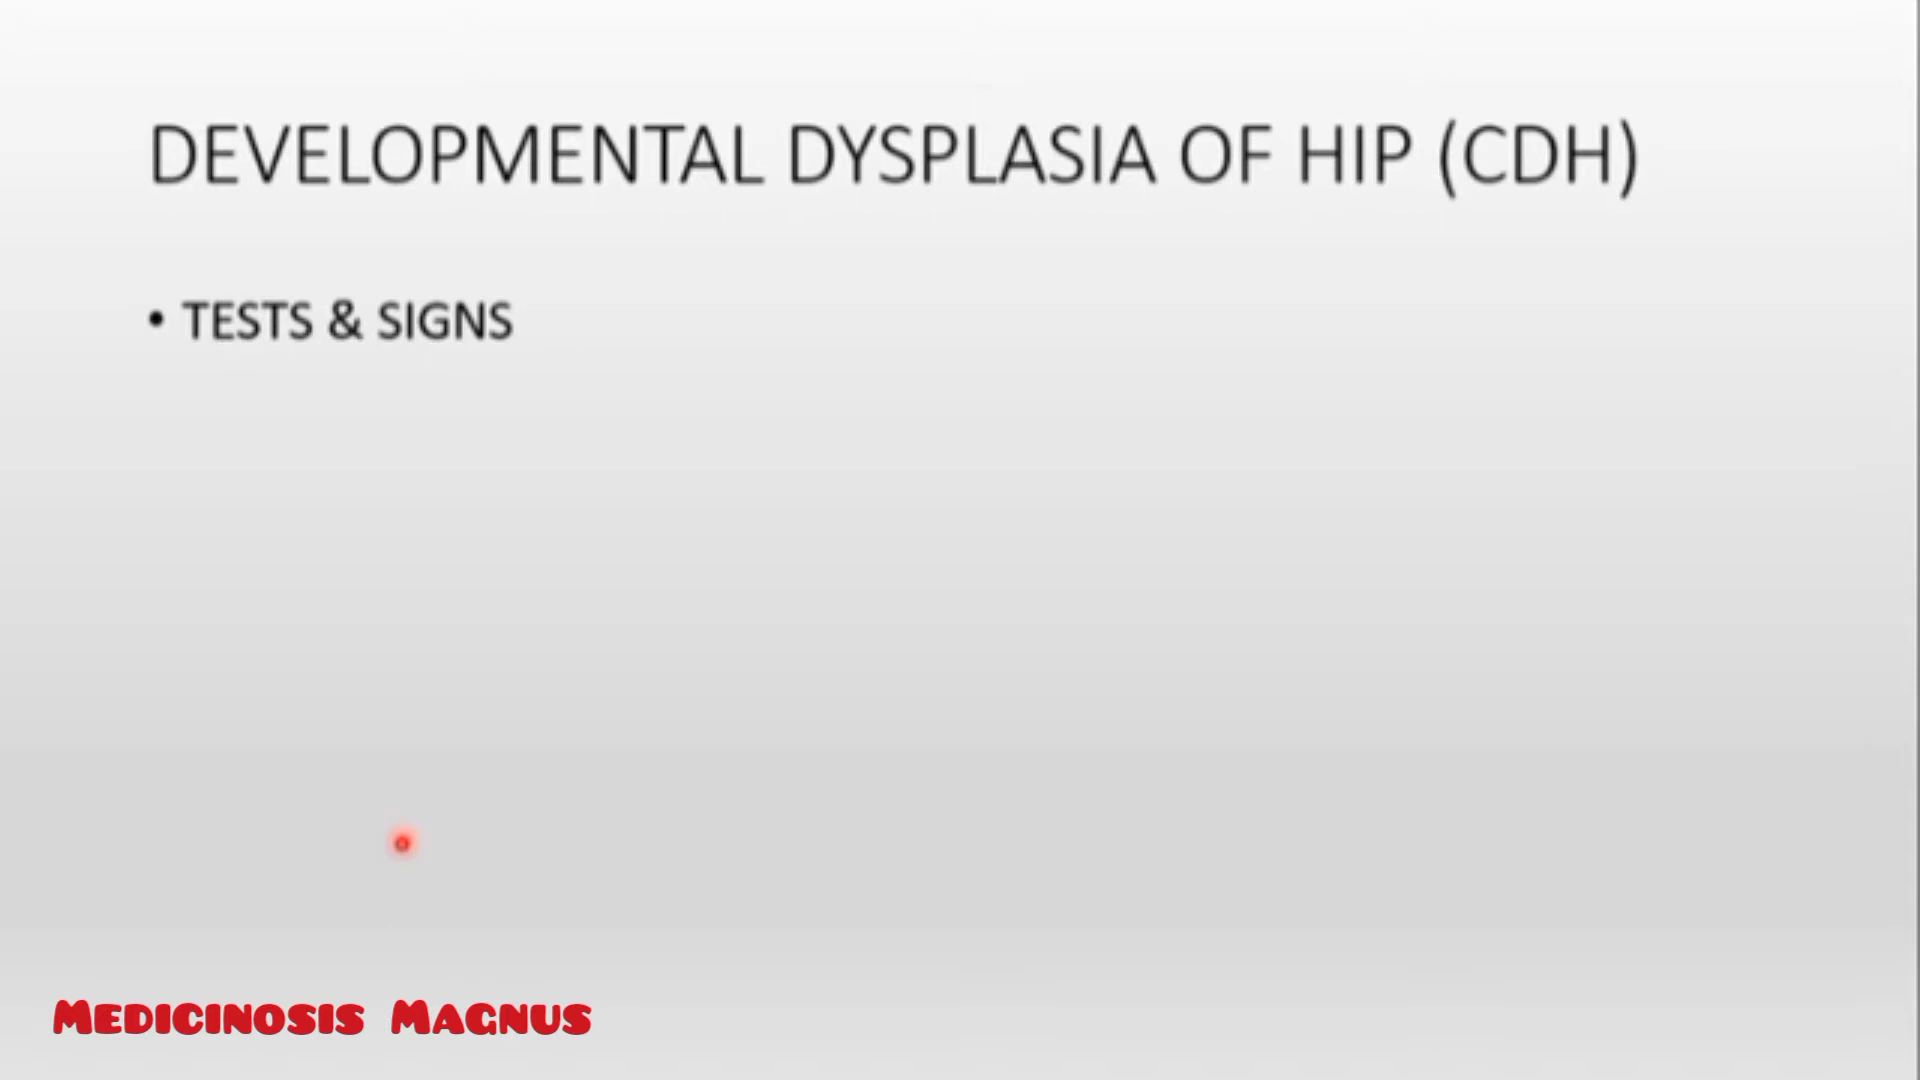 DEVELOPMENTAL DYSPLASIA OF HIP (CDH)
• TESTS & SIGNS
MEDICINOSIS MAGNUS